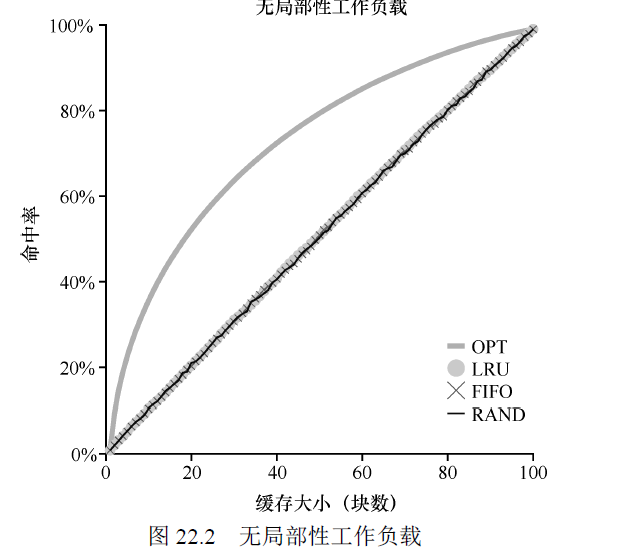 无局部性工作负载
100%
80%
60%
40%
20%
0%
命中率
OPT
LRU
FIFO
RAND
0 20 40 60 80 100
缓存大小（块数）
图 22.2 无局部性工作负载